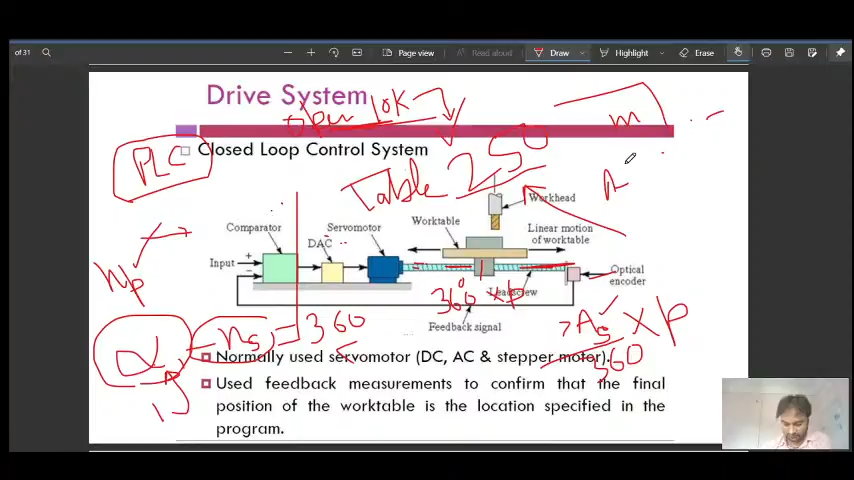 of 31
Page view
Read aloud
Draw
Highlight
Erase
Drive System
open
Closed Loop Control System
PLC
Table 250
m
A
Workhead
Comparator
DAC
Servomotor
Worktable
Linear motion
of worktable
Input
+
−
Optical
encoder
Leadscrew
360° × p
Feedback signal
np
α
ns = 360
As × p
360
Normally used servomotor (DC, AC & stepper motor).
Used feedback measurements to confirm that the final
position of the worktable is the location specified in the
program.